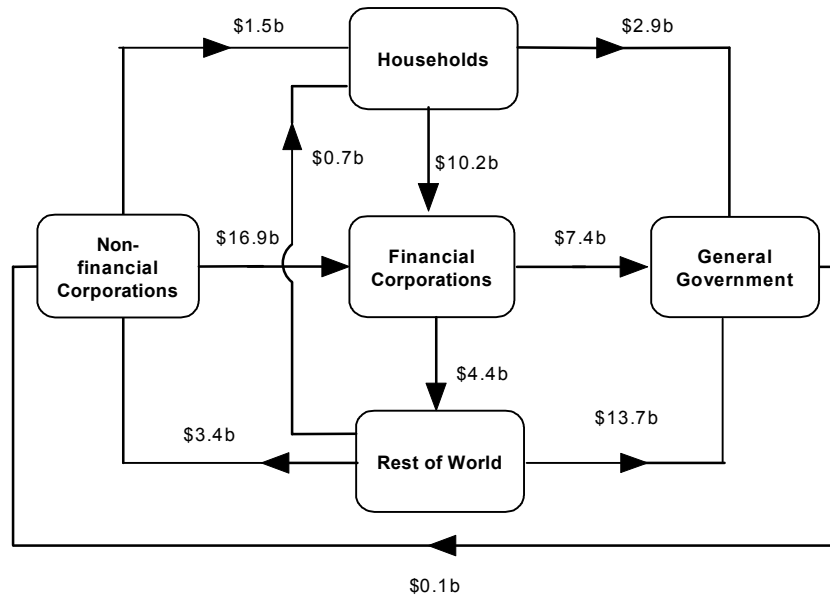 $1.5b
$2.9b
Households
$0.7b
$10.2b
Non-
financial
Corporations
$16.9b
Financial
Corporations
$7.4b
General
Government
$4.4b
$3.4b
$13.7b
Rest of World
$0.1b